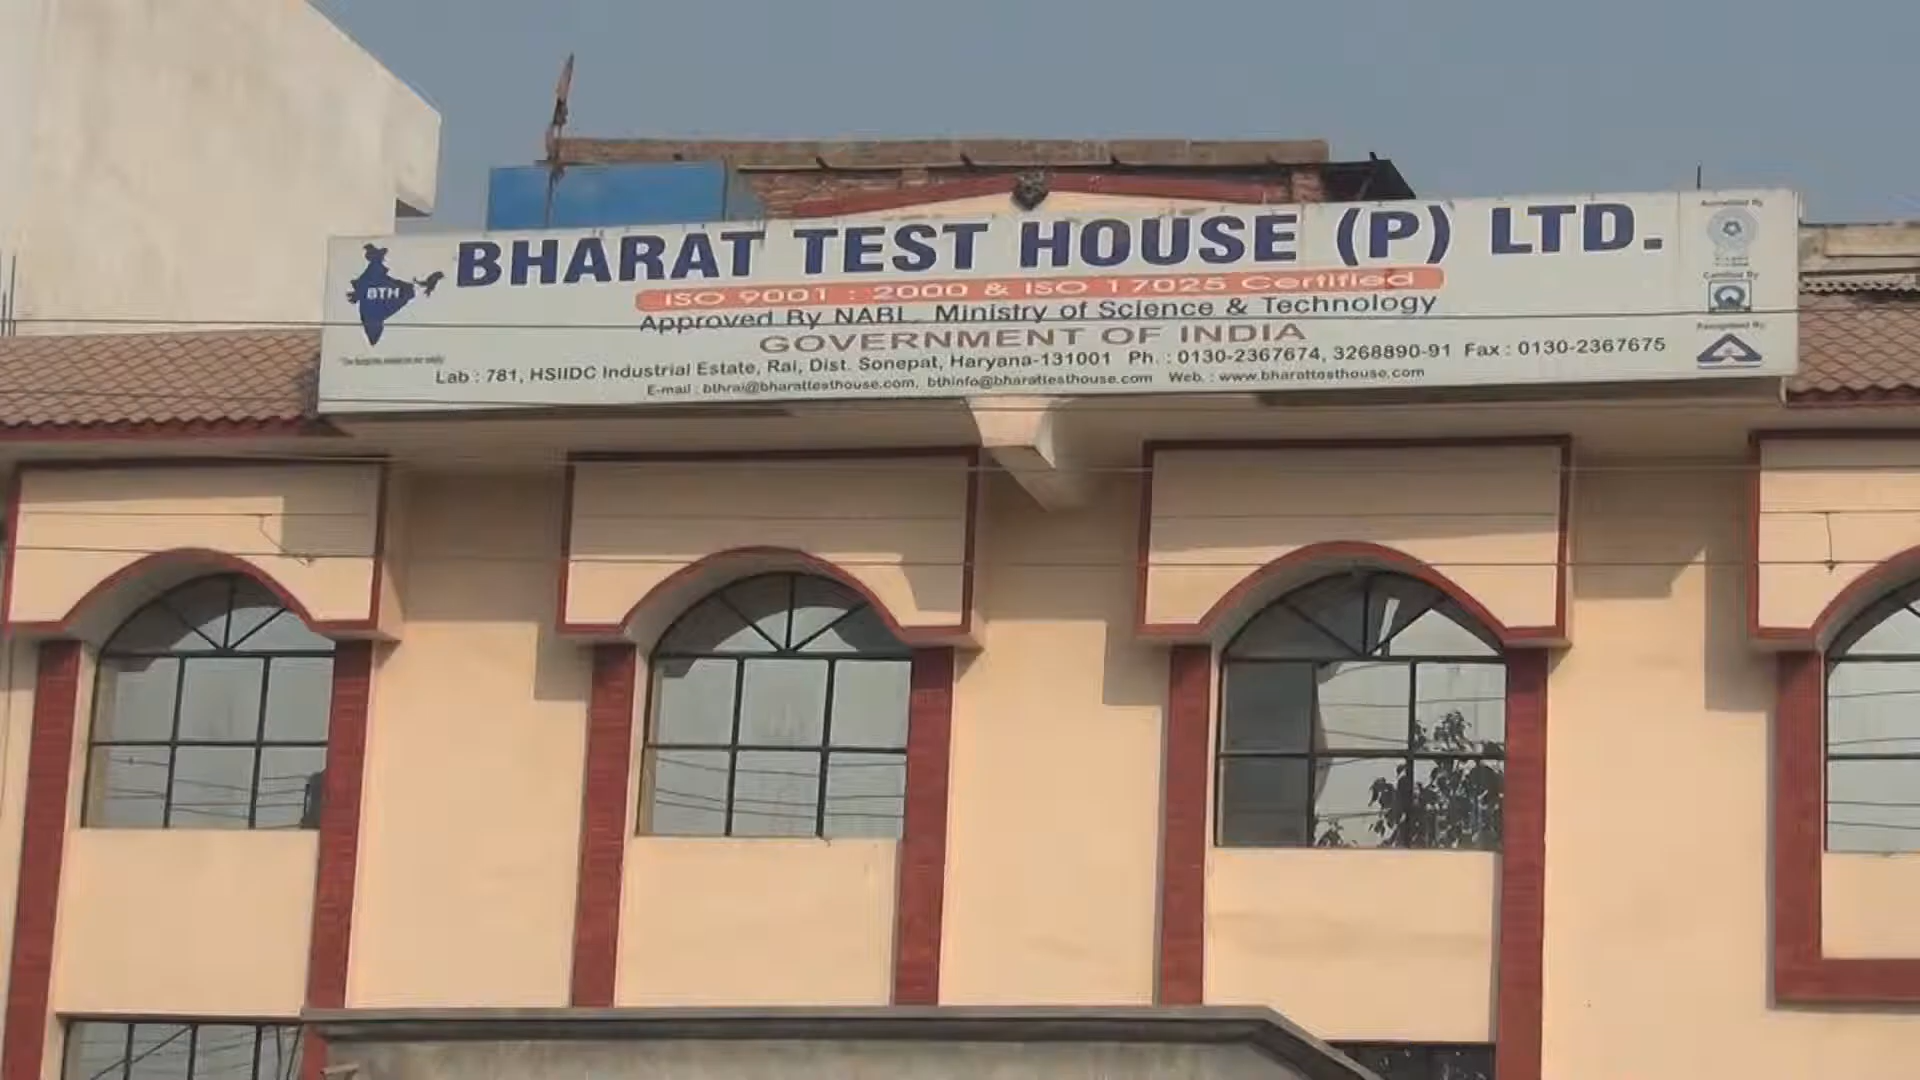 BHARAT TEST HOUSE (P) LTD.
BTH
ISO 9001 : 2000 & ISO 17025 Certified
Approved By NABL, Ministry of Science & Technology
GOVERNMENT OF INDIA
Lab : 781, HSIIDC Industrial Estate, Rai, Dist. Sonepat, Haryana-131001 Ph. : 0130-2367674, 3268890-91 Fax : 0130-2367675
E-mail : bthrai@bharattesthouse.com, bthinfo@bharattesthouse.com Web. : www.bharattesthouse.com
Accredited By
Certified By
Recognised By